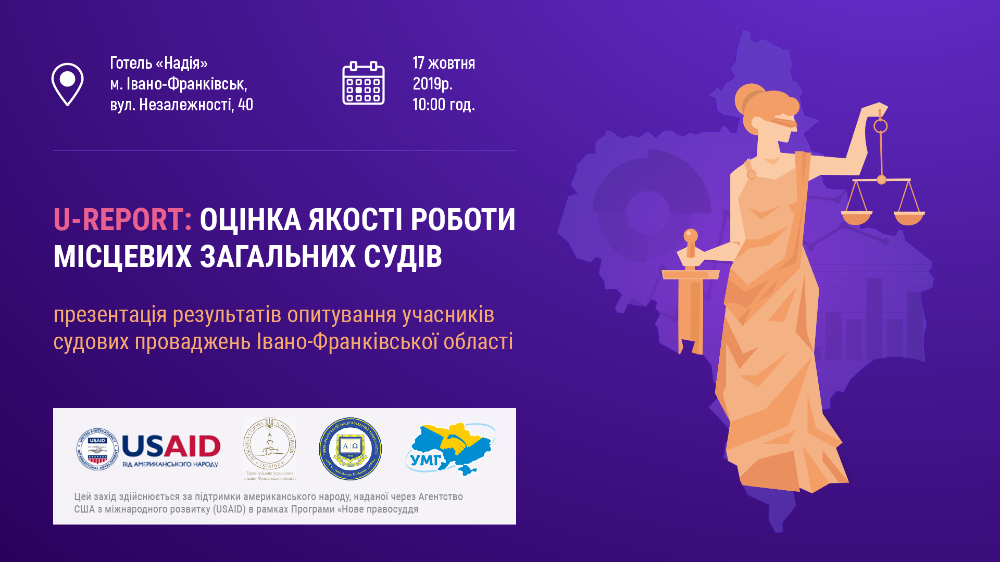 Готель «Надія»
м. Івано-Франківськ,
вул. Незалежності, 40
17 жовтня
2019р.
10:00 год.
U-REPORT: ОЦІНКА ЯКОСТІ РОБОТИ
МІСЦЕВИХ ЗАГАЛЬНИХ СУДІВ
презентація результатів опитування учасників
судових проваджень Івано-Франківської області
UNITED STATES AGENCY
USAID
INTERNATIONAL DEVELOPMENT
USAID
ВІД АМЕРИКАНСЬКОГО НАРОДУ
ДЕРЖАВНА СУДОВА АДМІНІСТРАЦІЯ
УКРАЇНИ
Територіальне управління
в Івано-Франківській області
ПРИКАРПАТСЬКИЙ НАЦІОНАЛЬНИЙ УНІВЕРСИТЕТ
Α Ω
1940
імені Василя Стефаника
УМГ
Цей захід здійснюється за підтримки американського народу, наданої через Агентство
США з міжнародного розвитку (USAID) в рамках Програми «Нове правосуддя